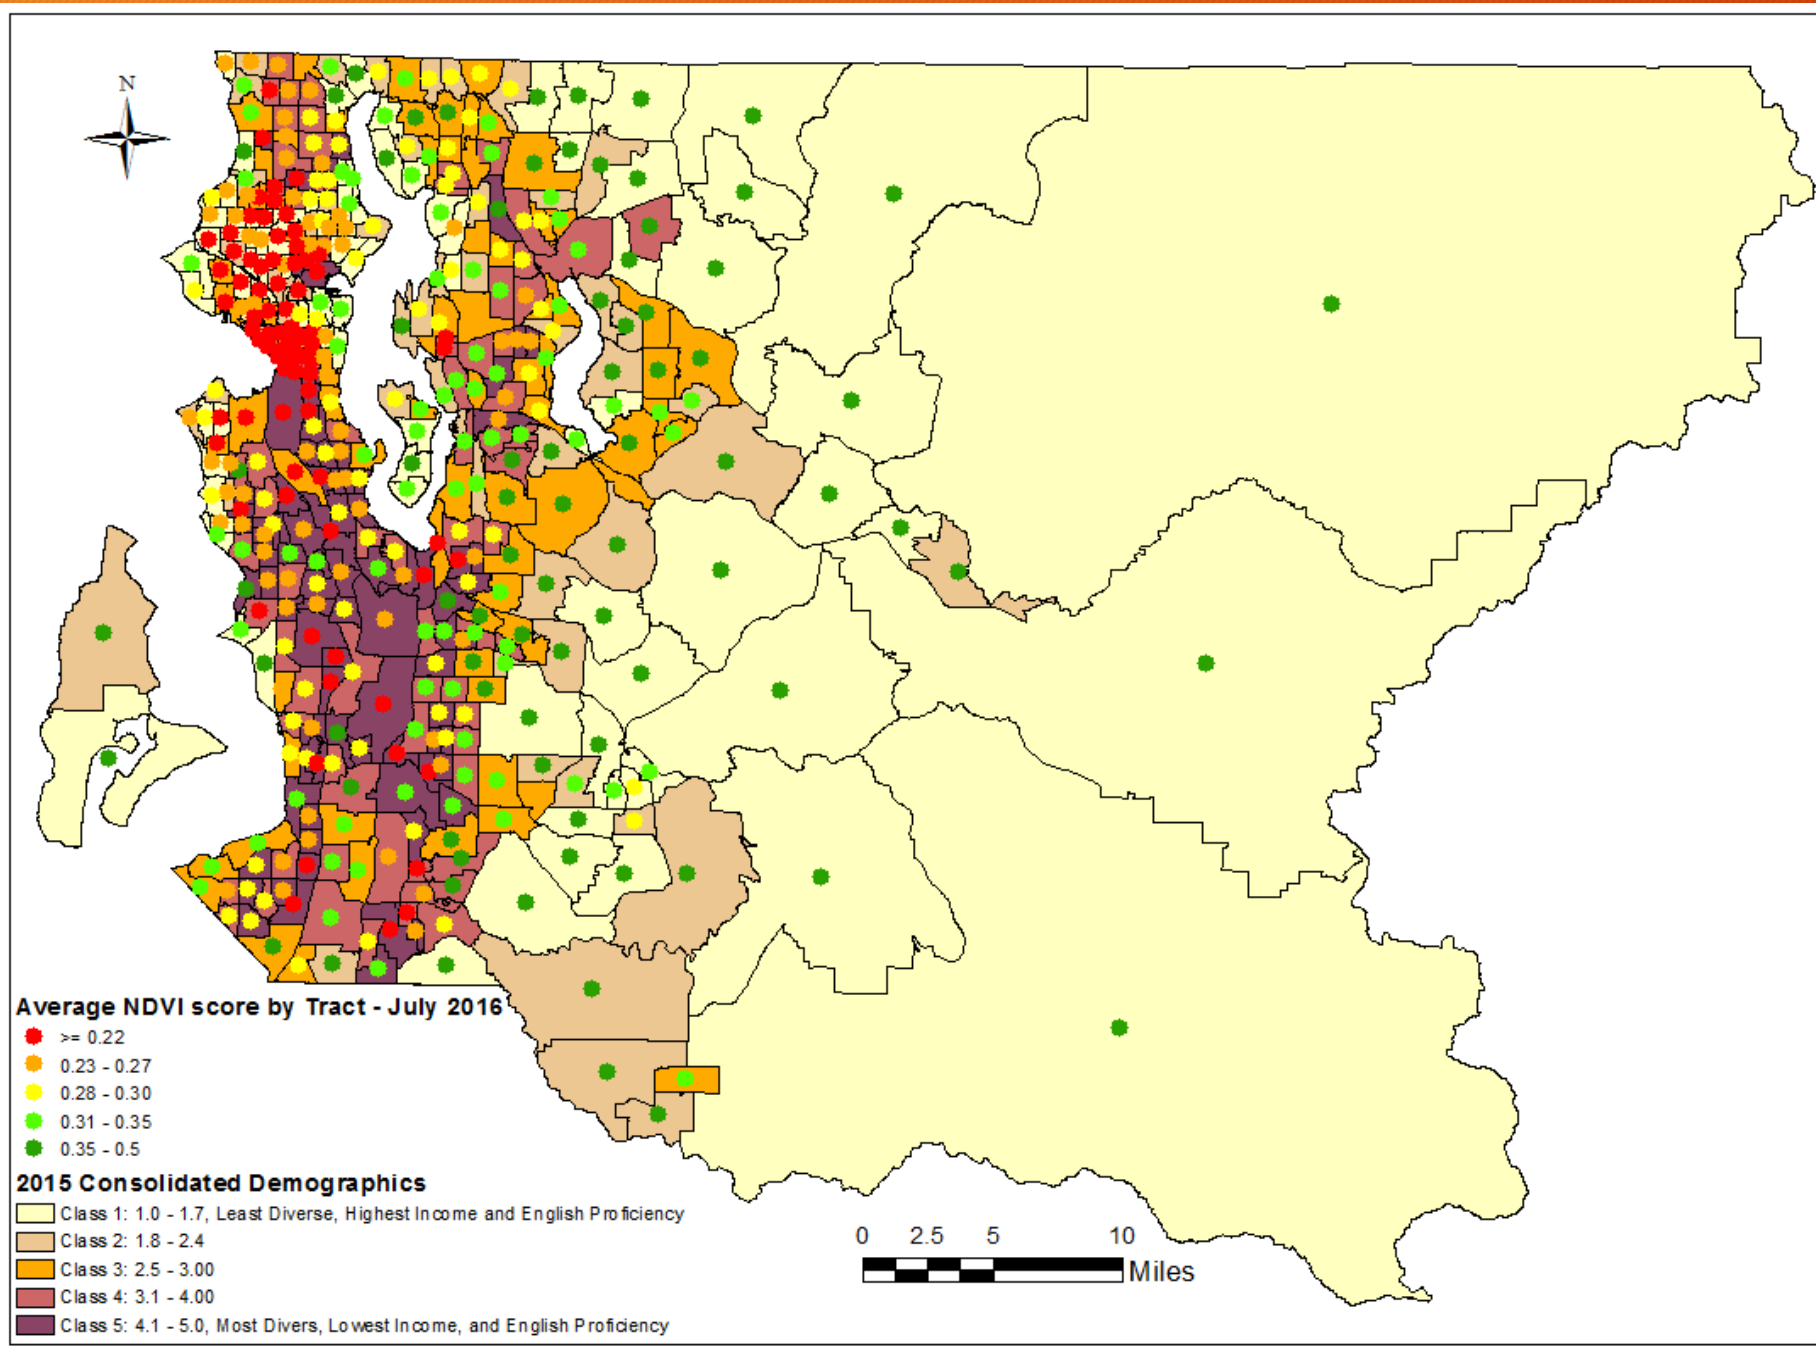 N
Average NDVI score by Tract - July 2016
>= 0.22
0.23 - 0.27
0.28 - 0.30
0.31 - 0.35
0.35 - 0.5
2015 Consolidated Demographics
Class 1: 1.0 - 1.7, Least Diverse, Highest Income and English Proficiency
Class 2: 1.8 - 2.4
Class 3: 2.5 - 3.00
Class 4: 3.1 - 4.00
Class 5: 4.1 - 5.0, Most Divers, Lowest Income, and English Proficiency
0 2.5 5 10
Miles